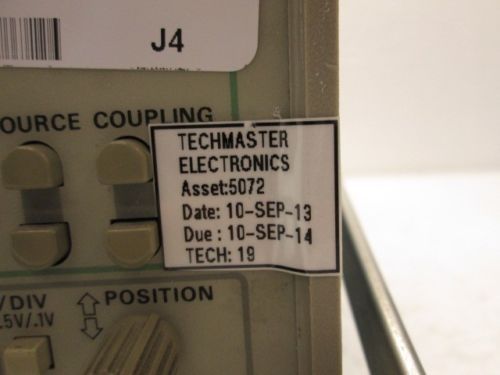 J4
OURCE COUPLING
TECHMASTER
ELECTRONICS
Asset:5072
Date: 10-SEP-13
Due : 10-SEP-14
TECH: 19
/DIV
.5V/.1V
POSITION